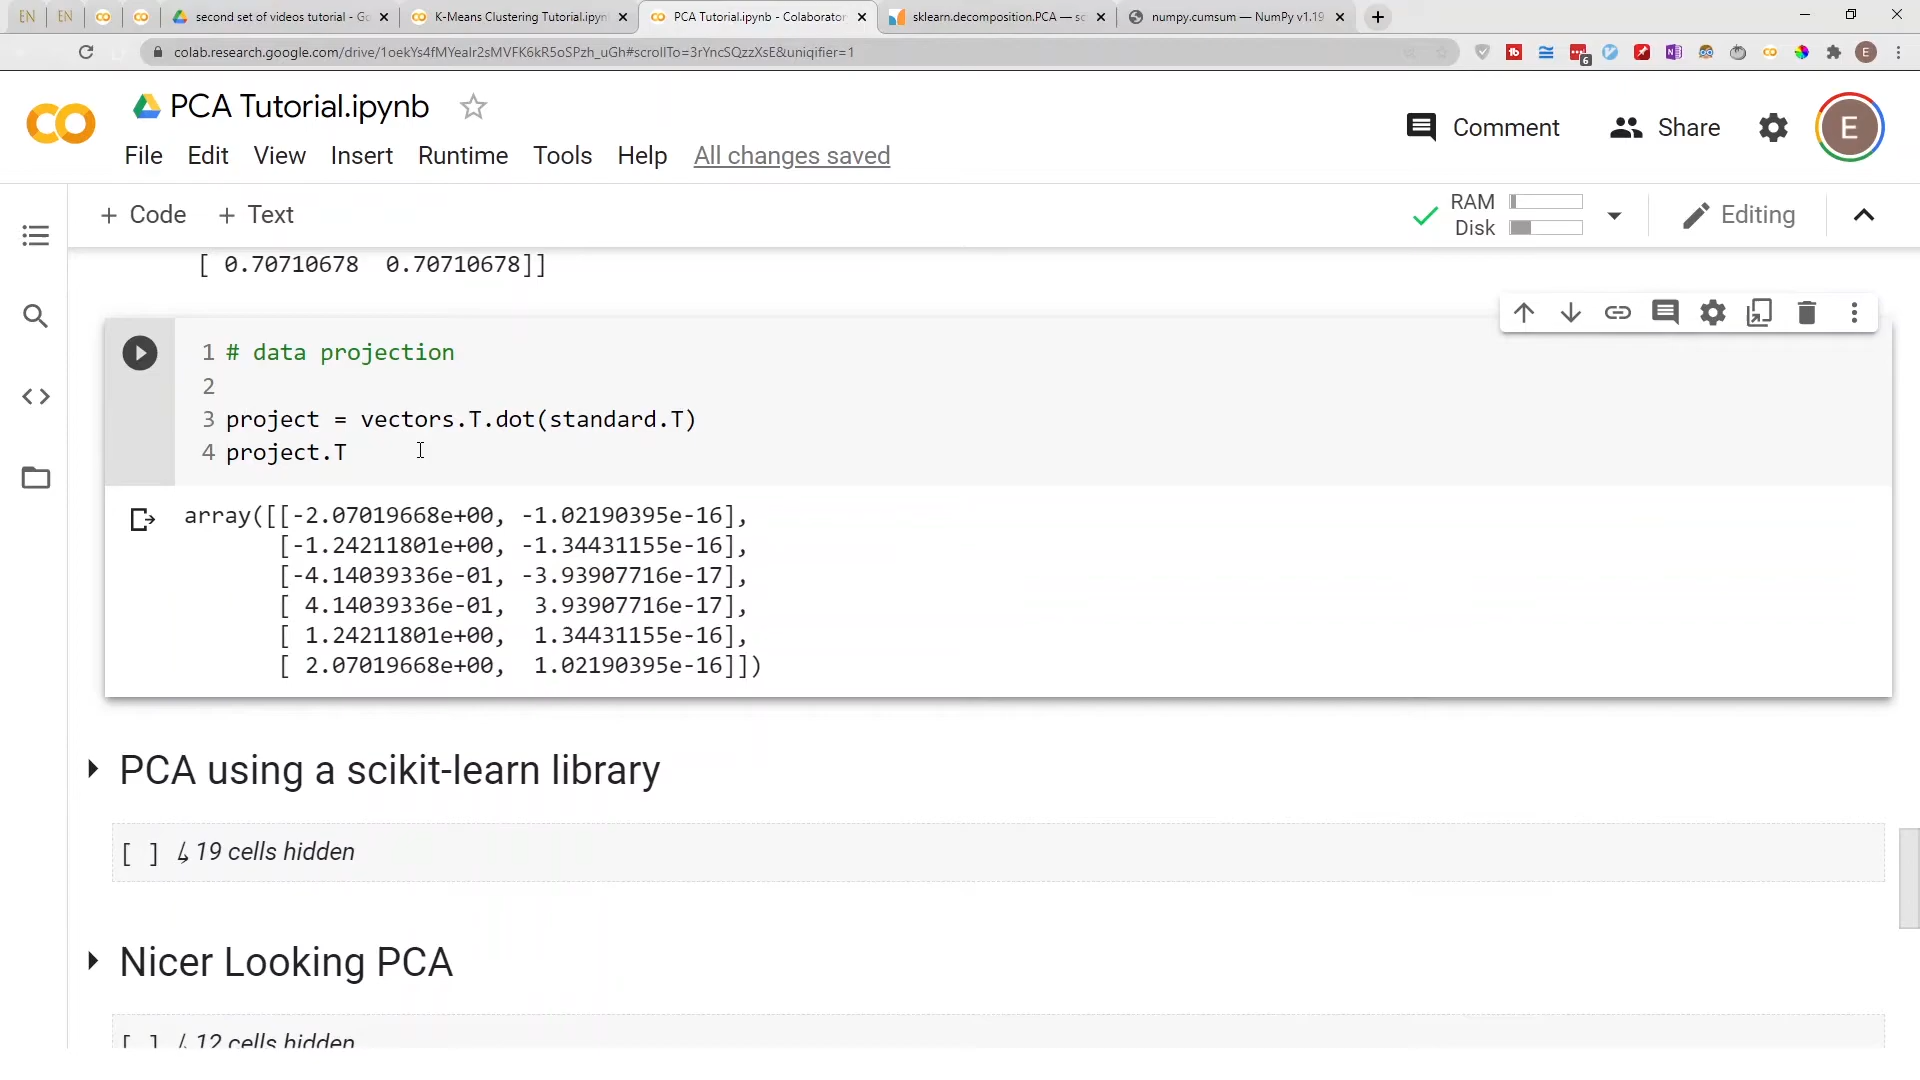 EN
EN
second set of videos tutorial - Go
K-Means Clustering Tutorial.ipyn
PCA Tutorial.ipynb - Colaborator
sklearn.decomposition.PCA — sc
numpy.cumsum — NumPy v1.19
colab.research.google.com/drive/1oekYs4fMYealr2sMVFK6kR5oSPzh_uGh#scrollTo=3rYncSQzzXsE&uniqifier=1
6
E
PCA Tutorial.ipynb
Comment
Share
E
File Edit View Insert Runtime Tools Help All changes saved
+ Code + Text
RAM
Disk
Editing
[ 0.70710678 0.70710678]]
1 # data projection
2
3 project = vectors.T.dot(standard.T)
4 project.T
array([[-2.07019668e+00, -1.02190395e-16],
[-1.24211801e+00, -1.34431155e-16],
[-4.14039336e-01, -3.93907716e-17],
[ 4.14039336e-01, 3.93907716e-17],
[ 1.24211801e+00, 1.34431155e-16],
[ 2.07019668e+00, 1.02190395e-16]])
PCA using a scikit-learn library
[ ] ↳ 19 cells hidden
Nicer Looking PCA
[ ] ↳ 12 cells hidden